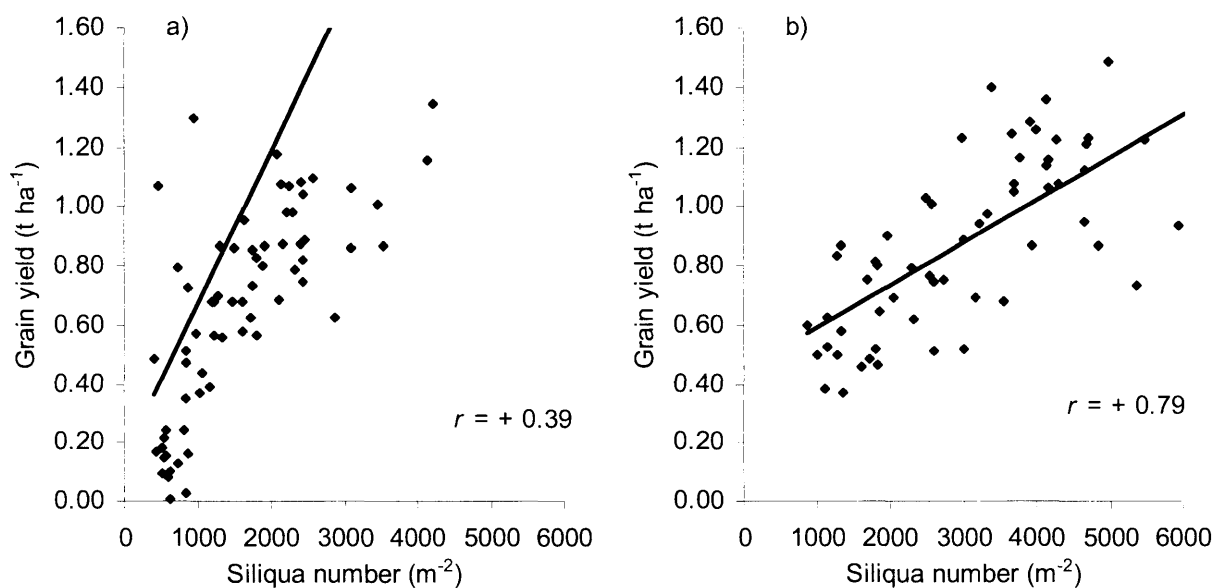 a)
Grain yield (t ha⁻¹)
1.60
1.40
1.20
1.00
0.80
0.60
0.40
0.20
0.00
r = + 0.39
0 1000 2000 3000 4000 5000 6000
Siliqua number (m⁻²)
b)
Grain yield (t ha⁻¹)
1.60
1.40
1.20
1.00
0.80
0.60
0.40
0.20
0.00
r = + 0.79
0 1000 2000 3000 4000 5000 6000
Siliqua number (m⁻²)